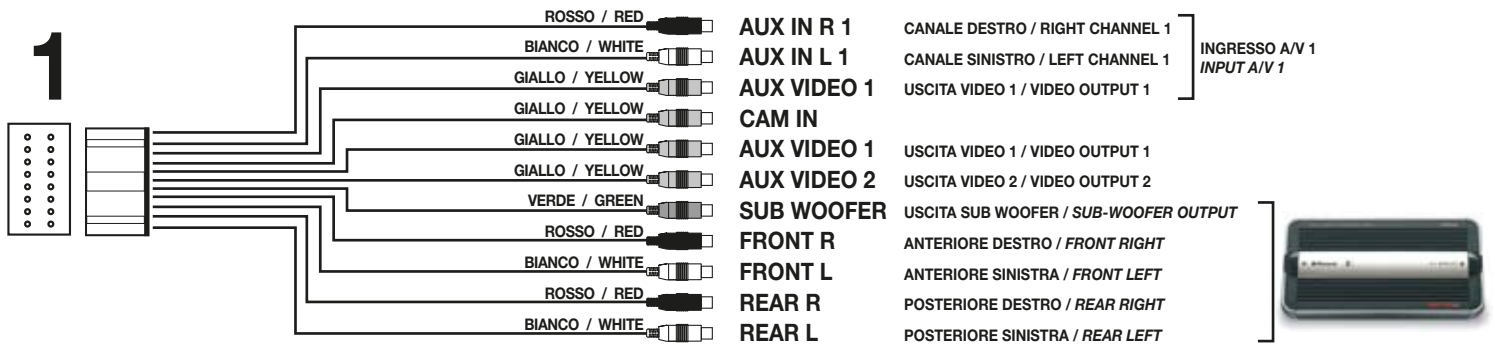 1
ROSSO / RED AUX IN R 1 CANALE DESTRO / RIGHT CHANNEL 1
BIANCO / WHITE AUX IN L 1 CANALE SINISTRO / LEFT CHANNEL 1
INGRESSO A/V 1
INPUT A/V 1
GIALLO / YELLOW AUX VIDEO 1 USCITA VIDEO 1 / VIDEO OUTPUT 1
GIALLO / YELLOW CAM IN
GIALLO / YELLOW AUX VIDEO 1 USCITA VIDEO 1 / VIDEO OUTPUT 1
GIALLO / YELLOW AUX VIDEO 2 USCITA VIDEO 2 / VIDEO OUTPUT 2
VERDE / GREEN SUB WOOFER USCITA SUB WOOFER / SUB-WOOFER OUTPUT
ROSSO / RED FRONT R ANTERIORE DESTRO / FRONT RIGHT
BIANCO / WHITE FRONT L ANTERIORE SINISTRA / FRONT LEFT
ROSSO / RED REAR R POSTERIORE DESTRO / REAR RIGHT
BIANCO / WHITE REAR L POSTERIORE SINISTRA / REAR LEFT